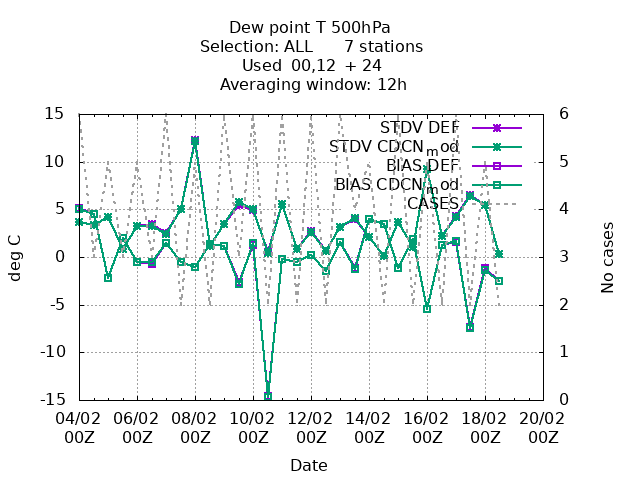 Dew point T 500hPa
Selection: ALL 7 stations
Used 00,12 + 24
Averaging window: 12h
15 6
STDV DEF
STDV CDCN_mod
10 5
BIAS DEF
BIAS CDCN_mod
CASES
5 4
0 3
deg C
No cases
-5 2
-10 1
-15 0
04/02 06/02 08/02 10/02 12/02 14/02 16/02 18/02 20/02
00Z 00Z 00Z 00Z 00Z 00Z 00Z 00Z 00Z
Date